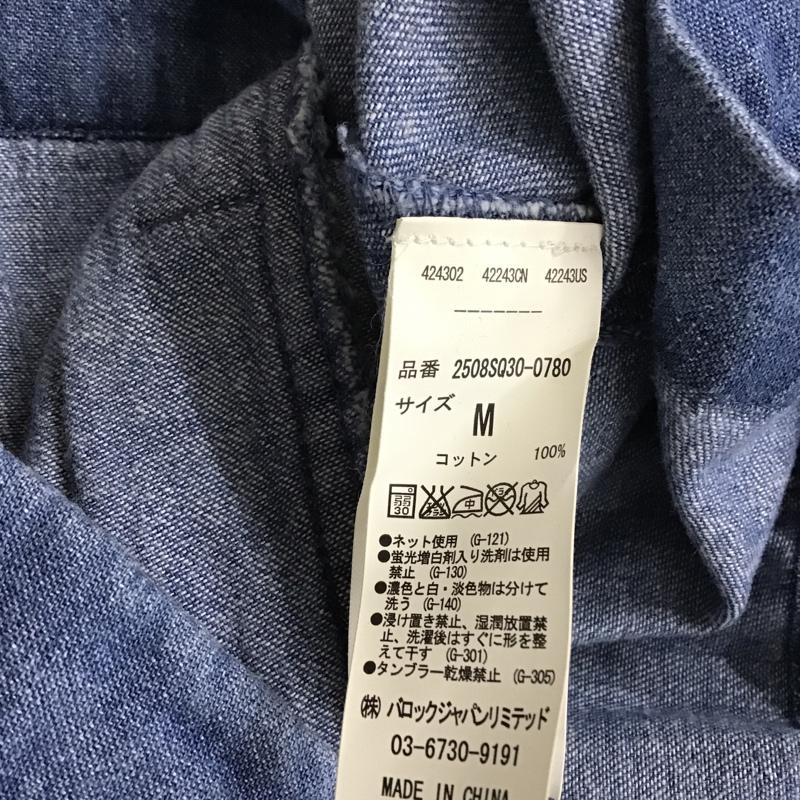 424302 42243CN 42243US
-------
品番 2508SQ30-0780
サイズ M
コットン 100%
弱 30 中
●ネット使用 (G-121)
●蛍光増白剤入り洗剤は使用
禁止 (G-130)
●濃色と白・淡色物は分けて
洗う (G-140)
●浸け置き禁止、湿潤放置禁
止、洗濯後はすぐに形を整
えて干す (G-301)
●タンブラー乾燥禁止 (G-305)
㈱バロックジャパンリミテッド
03-6730-9191
MADE IN CHINA